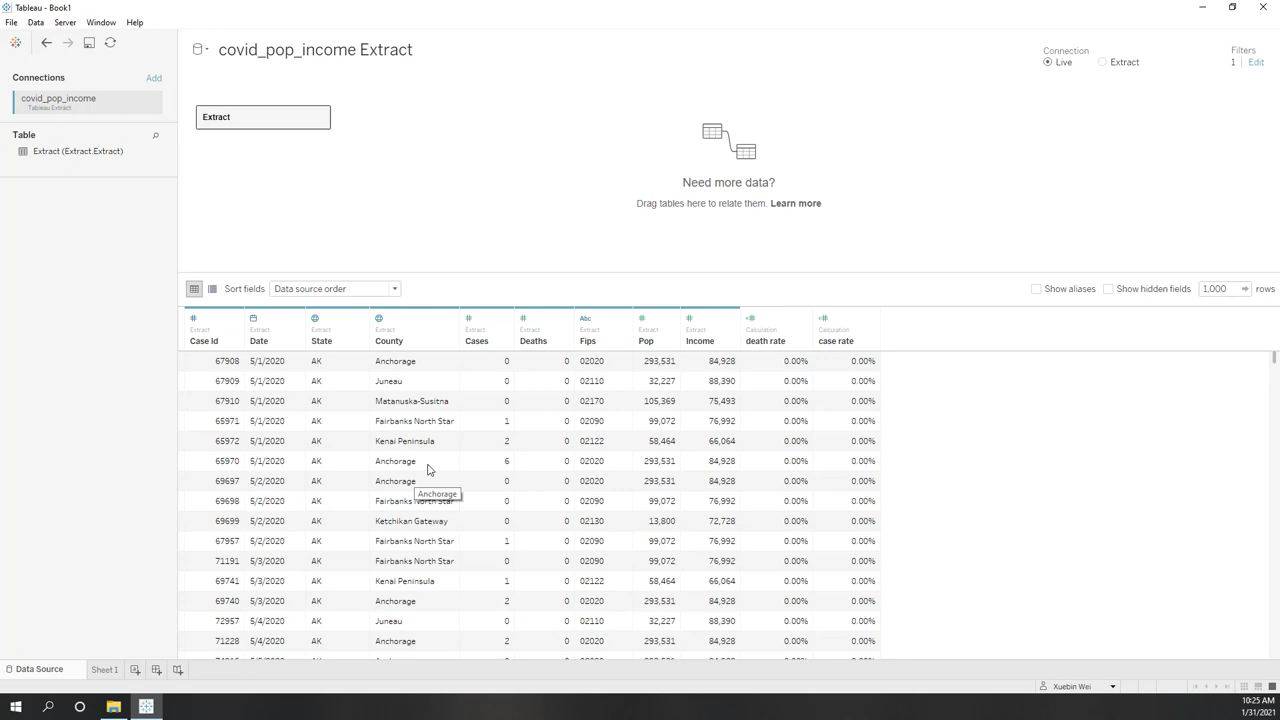 Tableau - Book1
File Data Server Window Help
Connections Add
covid_pop_income
Tableau Extract
Table
Extract (Extract.Extract)
covid_pop_income Extract
Connection
Live Extract
Filters
1 Edit
Extract
Need more data?
Drag tables here to relate them. Learn more
Sort fields Data source order Show aliases Show hidden fields 1,000 rows
Abc
Extract Extract Extract Extract Extract Extract Extract Extract Extract Calculation Calculation
Case Id Date State County Cases Deaths Fips Pop Income death rate case rate
67908 5/1/2020 AK Anchorage 0 0 02020 293,531 84,928 0.00% 0.00%
67909 5/1/2020 AK Juneau 0 0 02110 32,227 88,390 0.00% 0.00%
67910 5/1/2020 AK Matanuska-Susitna 0 0 02170 105,369 75,493 0.00% 0.00%
65971 5/1/2020 AK Fairbanks North Star 1 0 02090 99,072 76,992 0.00% 0.00%
65972 5/1/2020 AK Kenai Peninsula 2 0 02122 58,464 66,064 0.00% 0.00%
65970 5/1/2020 AK Anchorage 6 0 02020 293,531 84,928 0.00% 0.00%
69697 5/2/2020 AK Anchorage 0 0 02020 293,531 84,928 0.00% 0.00%
Anchorage
69698 5/2/2020 AK Fairbanks North Star 0 0 02090 99,072 76,992 0.00% 0.00%
69699 5/2/2020 AK Ketchikan Gateway 0 0 02130 13,800 72,728 0.00% 0.00%
67957 5/2/2020 AK Fairbanks North Star 1 0 02090 99,072 76,992 0.00% 0.00%
71191 5/3/2020 AK Fairbanks North Star 0 0 02090 99,072 76,992 0.00% 0.00%
69741 5/3/2020 AK Kenai Peninsula 1 0 02122 58,464 66,064 0.00% 0.00%
69740 5/3/2020 AK Anchorage 2 0 02020 293,531 84,928 0.00% 0.00%
72957 5/4/2020 AK Juneau 0 0 02110 32,227 88,390 0.00% 0.00%
71228 5/4/2020 AK Anchorage 2 0 02020 293,531 84,928 0.00% 0.00%
Data Source Sheet 1
Xuebin Wei
10:25 AM
1/31/2021